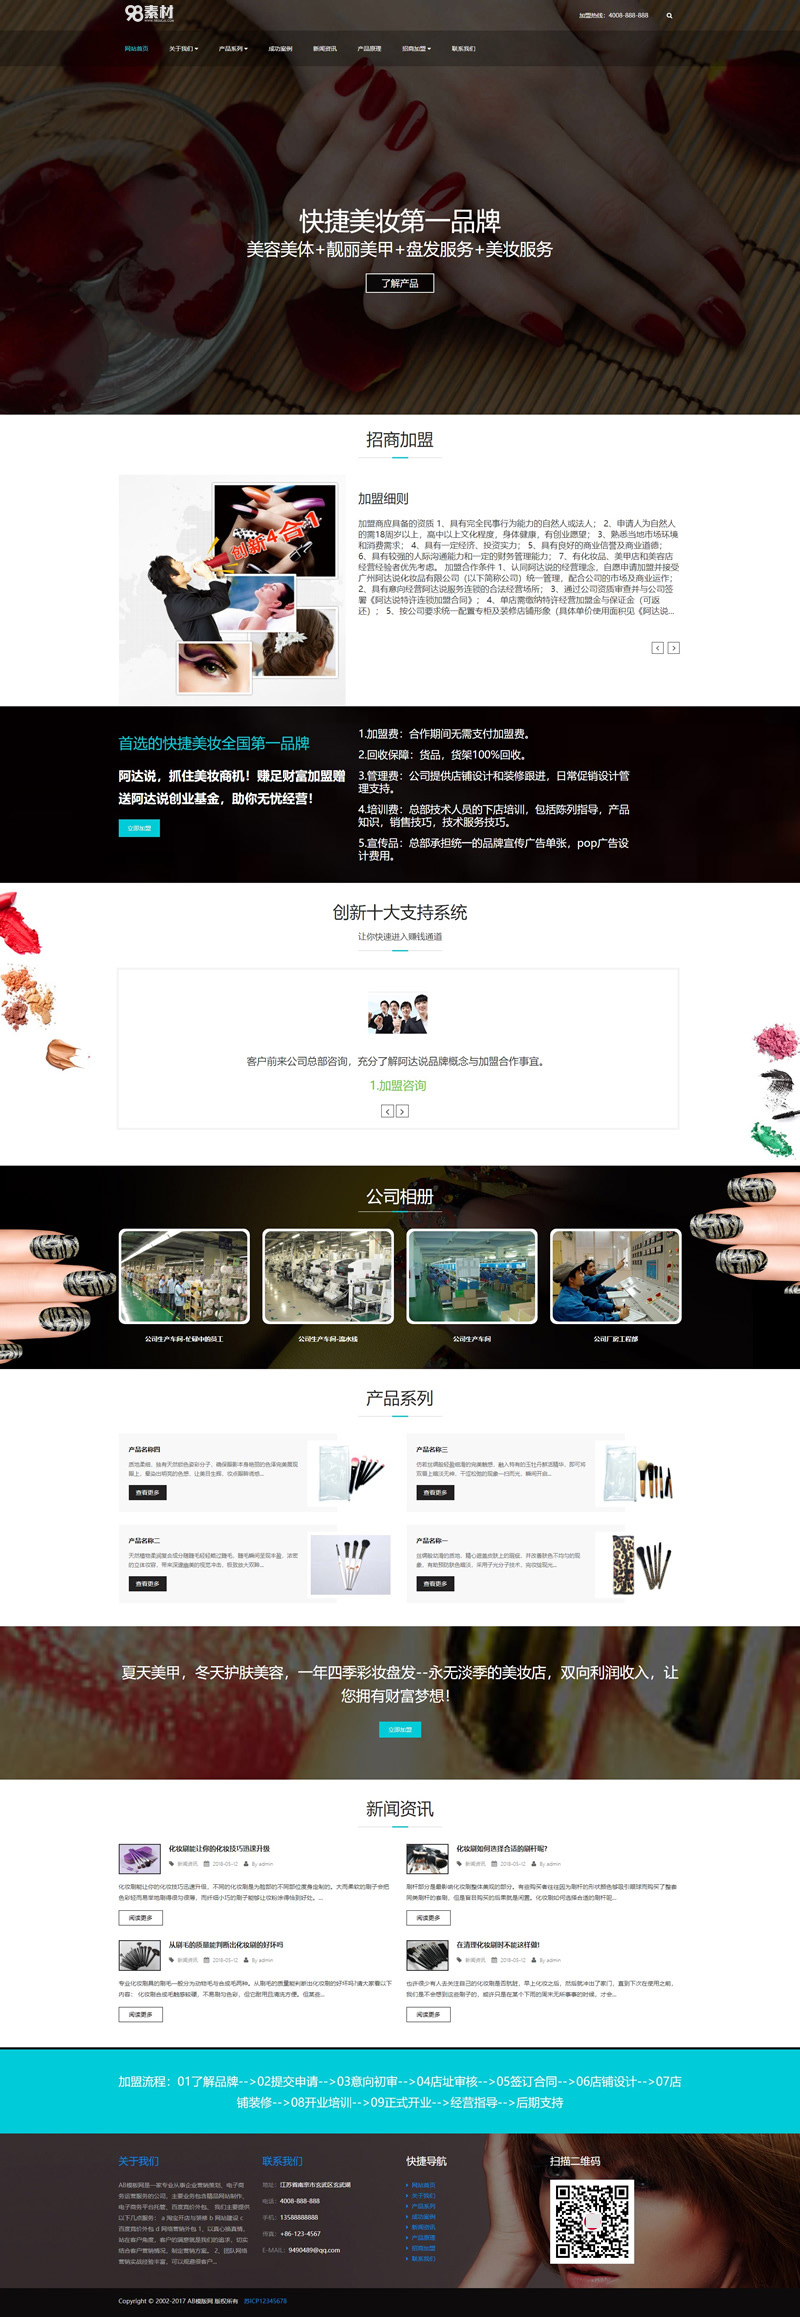 98素材
加盟热线：4008-888-888
网站首页 关于我们 产品系列 成功案例 新闻资讯 产品原理 招商加盟 联系我们
快捷美妆第一品牌
美容美体+靓丽美甲+盘发服务+美妆服务
了解产品
招商加盟
创新4合1
加盟细则
加盟商应具备的资质 1、具有完全民事行为能力的自然人或法人； 2、申请人为自然人
的需18周岁以上，高中以上文化程度，身体健康，有创业愿望； 3、熟悉当地市场环境
和消费需求； 4、具有一定经济、投资实力； 5、具有良好的商业信誉及商业道德；
6、具有较强的人际沟通能力和一定的财务管理能力； 7、有化妆品、美甲店和美容店
经营经验者优先考虑。 加盟合作条件 1、认同阿达说的经营理念，自愿申请加盟并接受
广州阿达说化妆品有限公司（以下简称公司）统一管理，配合公司的市场及商业运作；
2、具有意向经营阿达说服务连锁的合法经营场所； 3、通过公司资质审查并与公司签
署《阿达说特许连锁加盟合同》； 4、单店需缴纳特许经营加盟金与保证金（可返
还）； 5、按公司要求统一配置专柜及装修店铺形象（具体单价使用面积见《阿达说...
首选的快捷美妆全国第一品牌
阿达说，抓住美妆商机！赚足财富加盟赠
送阿达说创业基金，助你无忧经营！
立即加盟
1.加盟费：合作期间无需支付加盟费。
2.回收保障：货品，货架100%回收。
3.管理费：公司提供店铺设计和装修跟进，日常促销设计管
理支持。
4.培训费：总部技术人员的下店培训，包括陈列指导，产品
知识，销售技巧，技术服务技巧。
5.宣传品：总部承担统一的品牌宣传广告单张，pop广告设
计费用。
创新十大支持系统
让你快速进入赚钱通道
客户前来公司总部咨询，充分了解阿达说品牌概念与加盟合作事宜。
1.加盟咨询
公司相册
公司生产车间-忙碌中的员工 公司生产车间-流水线 公司生产车间 公司厂房工程部
产品系列
产品名称四
查看更多
产品名称三
查看更多
产品名称二
查看更多
产品名称一
查看更多
夏天美甲，冬天护肤美容，一年四季彩妆盘发--永无淡季的美妆店，双向利润收入，让
您拥有财富梦想！
立即加盟
新闻资讯
化妆刷能让你的化妆技巧迅速升级
新闻资讯 2018-05-12 By admin
阅读更多
化妆刷如何选择合适的刷杆呢？
新闻资讯 2018-05-12 By admin
阅读更多
从刷毛的质量能判断出化妆刷的好坏吗
新闻资讯 2018-05-12 By admin
阅读更多
在清理化妆刷时不能这样做！
新闻资讯 2018-05-12 By admin
阅读更多
加盟流程：01了解品牌-->02提交申请-->03意向初审-->04店址审核-->05签订合同-->06店铺设计-->07店
铺装修-->08开业培训-->09正式开业-->经营指导-->后期支持
关于我们
联系我们
地址：江苏省南京市玄武区玄武湖
电话：4008-888-888
手机：13588888888
传真：+86-123-4567
E-MAIL：9490489@qq.com
快捷导航
网站首页
关于我们
产品系列
成功案例
新闻资讯
产品原理
招商加盟
联系我们
扫描二维码
Copyright © 2002-2017 AB模版网 版权所有 苏ICP12345678